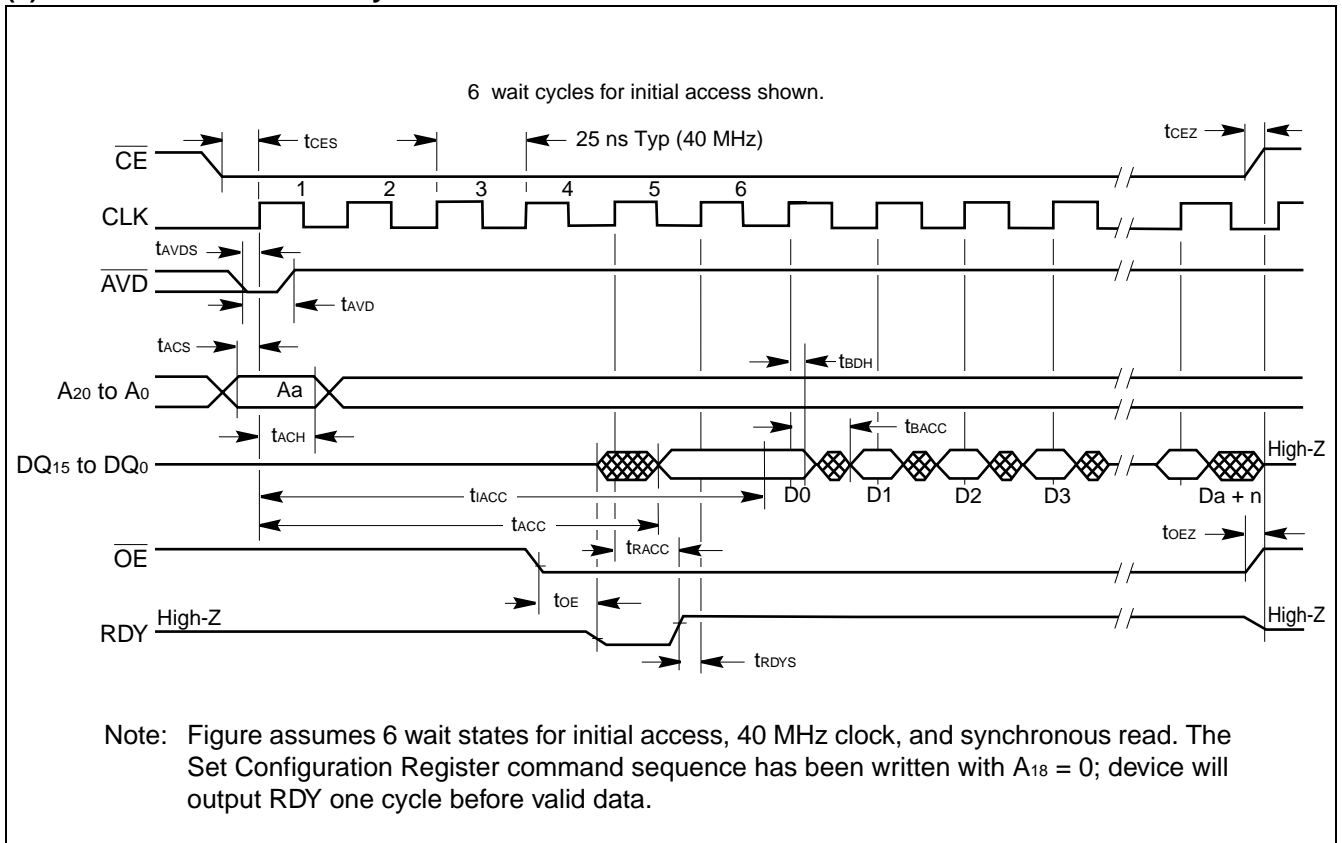 6 wait cycles for initial access shown.
tCES
25 ns Typ (40 MHz)
tCEZ
CE
1 2 3 4 5 6
CLK
tAVDS
AVD
tAVD
tACS
tBDH
A20 to A0
Aa
tACH
tBACC
DQ15 to DQ0
High-Z
D0 D1 D2 D3 Da + n
tIACC
tACC
tOEZ
OE
tRACC
tOE
High-Z
High-Z
RDY
tRDYS
Note: Figure assumes 6 wait states for initial access, 40 MHz clock, and synchronous read. The
Set Configuration Register command sequence has been written with A18 = 0; device will
output RDY one cycle before valid data.